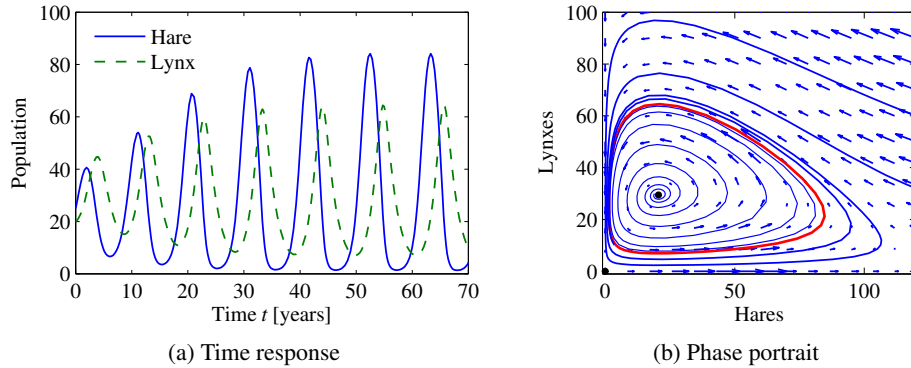 100
80
60
40
20
0
Population
Hare
Lynx
0 10 20 30 40 50 60 70
Time t [years]
(a) Time response
100
80
60
40
20
0
Lynxes
0 50 100
Hares
(b) Phase portrait